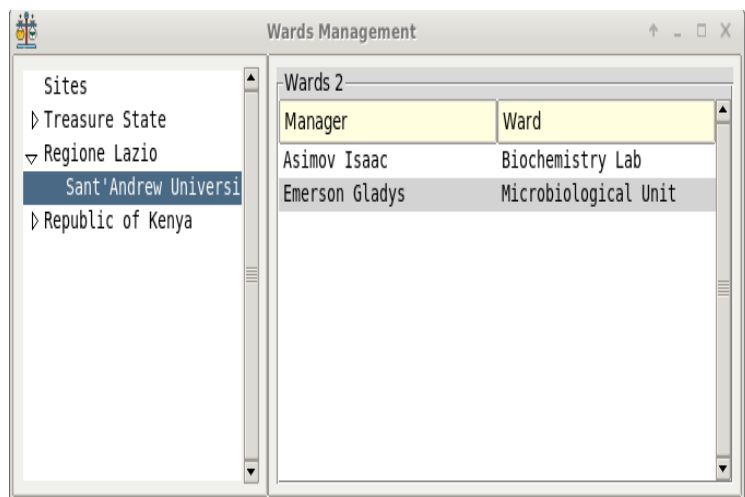 Wards Management
Sites
Treasure State
Regione Lazio
Sant'Andrew Universi
Republic of Kenya
Wards 2
Manager Ward
Asimov Isaac Biochemistry Lab
Emerson Gladys Microbiological Unit